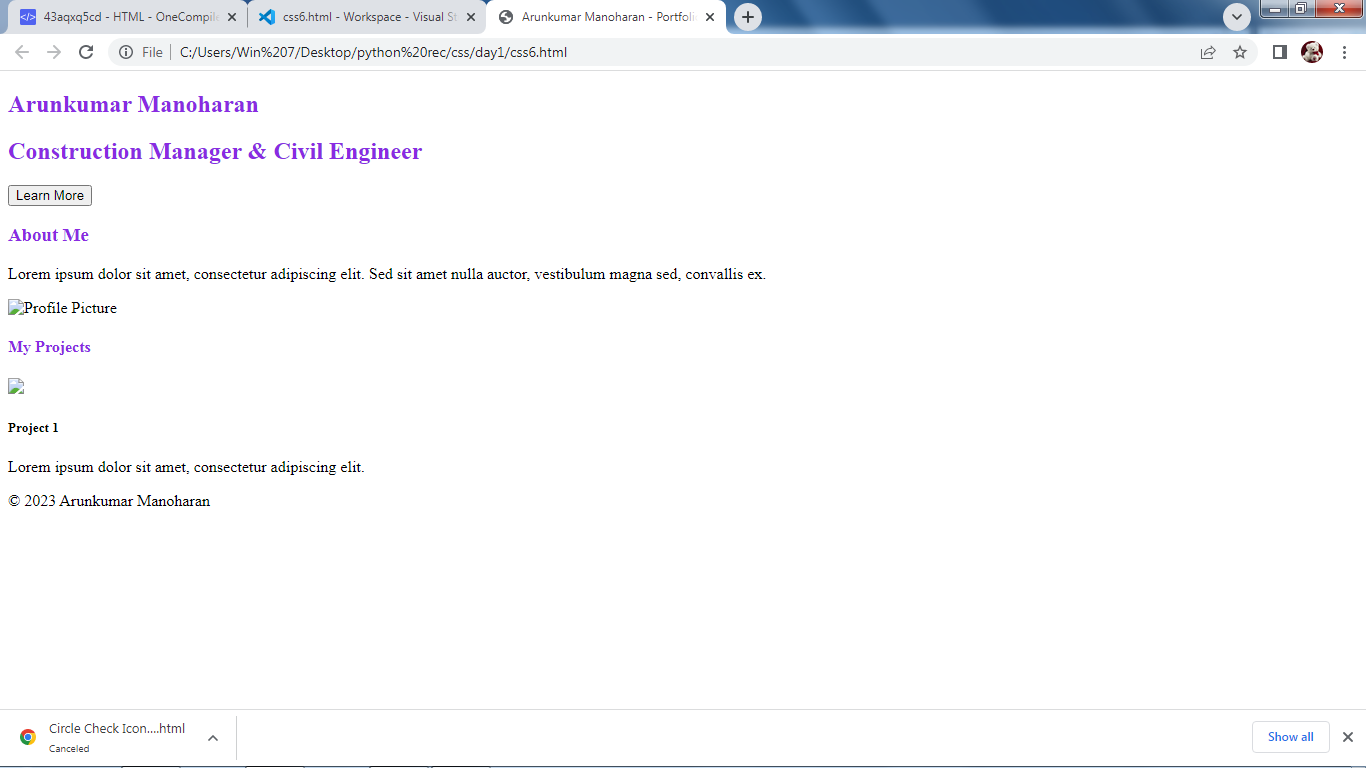 43aqxq5cd - HTML - OneCompile
css6.html - Workspace - Visual St
Arunkumar Manoharan - Portfolio
File
C:/Users/Win%207/Desktop/python%20rec/css/day1/css6.html
Arunkumar Manoharan
Construction Manager & Civil Engineer
Learn More
About Me
Lorem ipsum dolor sit amet, consectetur adipiscing elit. Sed sit amet nulla auctor, vestibulum magna sed, convallis ex.
Profile Picture
My Projects
Project 1
Lorem ipsum dolor sit amet, consectetur adipiscing elit.
© 2023 Arunkumar Manoharan
Circle Check Icon....html
Canceled
Show all